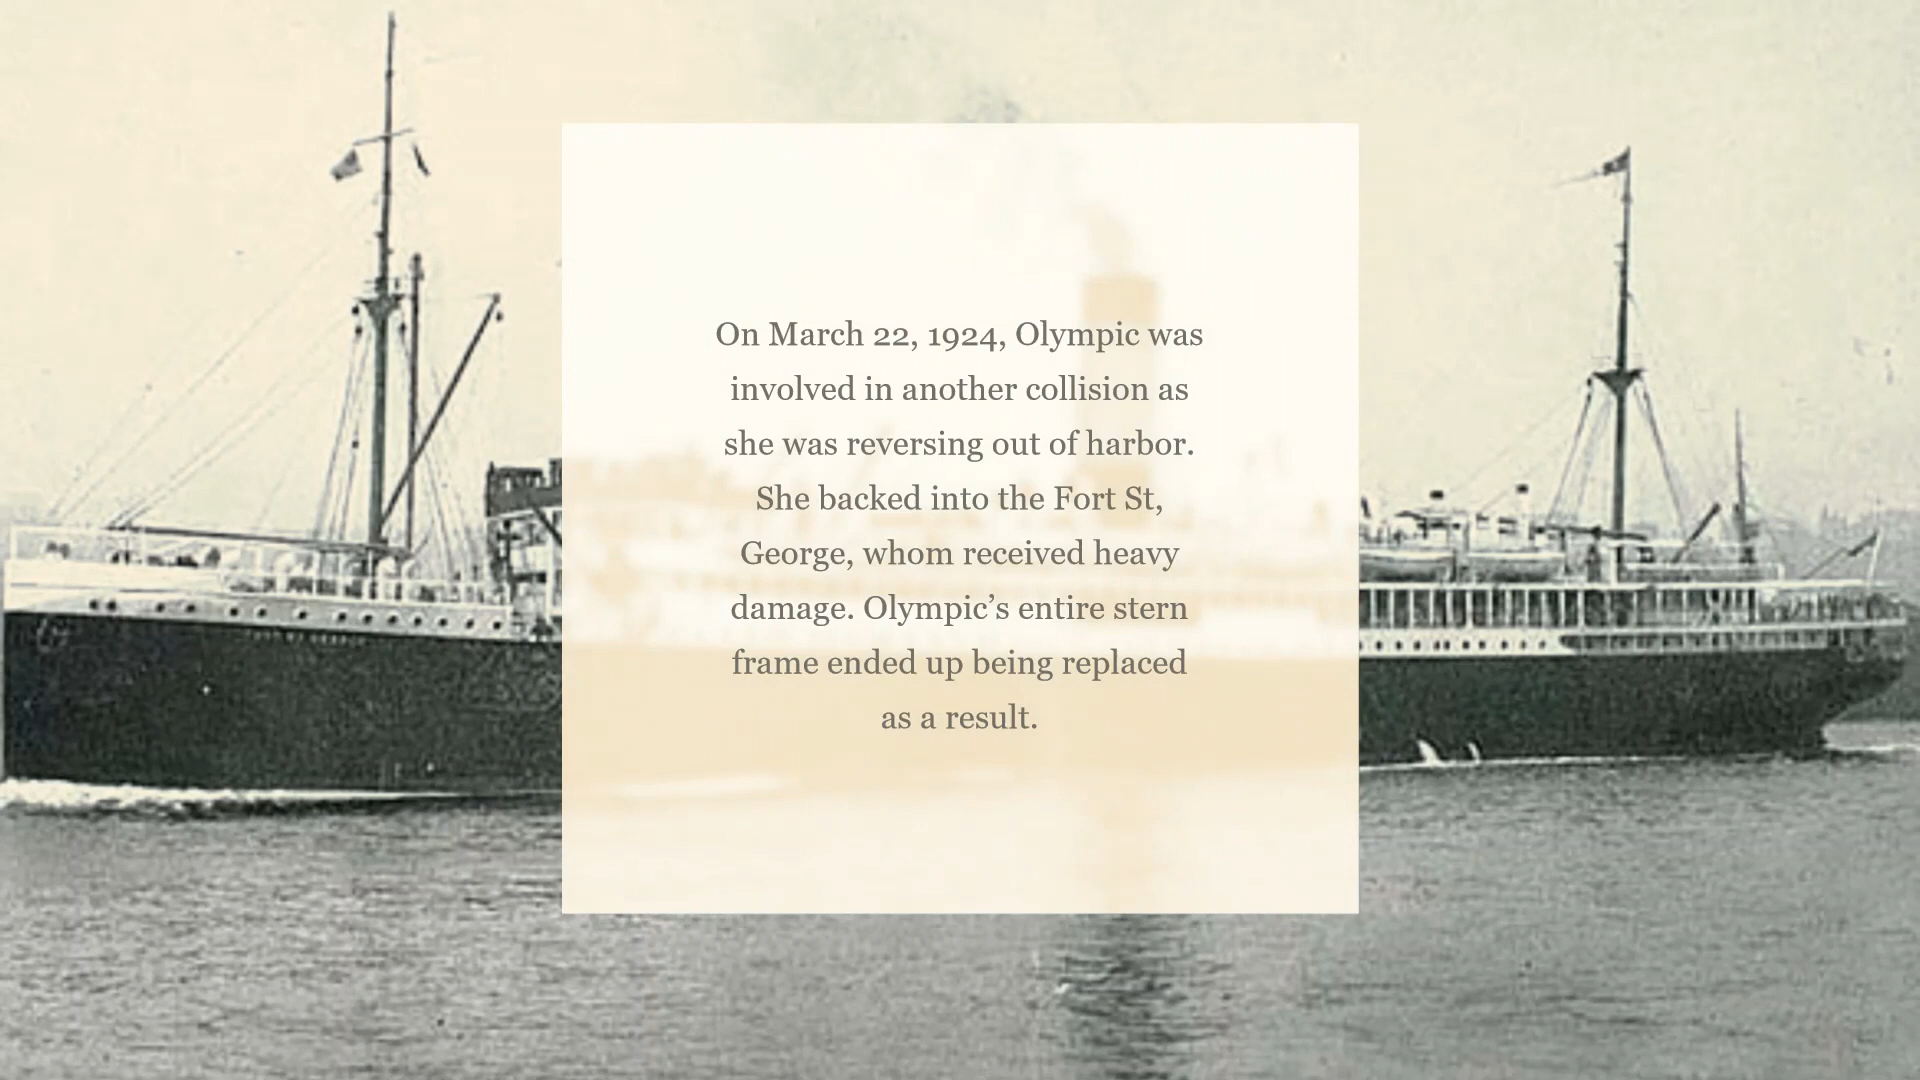 On March 22, 1924, Olympic was
involved in another collision as
she was reversing out of harbor.
She backed into the Fort St,
George, whom received heavy
damage. Olympic’s entire stern
frame ended up being replaced
as a result.